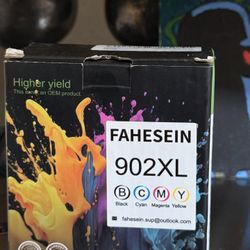 Higher yield
This is not an OEM product
FAHESEIN
902XL
B C M Y
Black Cyan Magenta Yellow
fahesein.sup@outlook.com